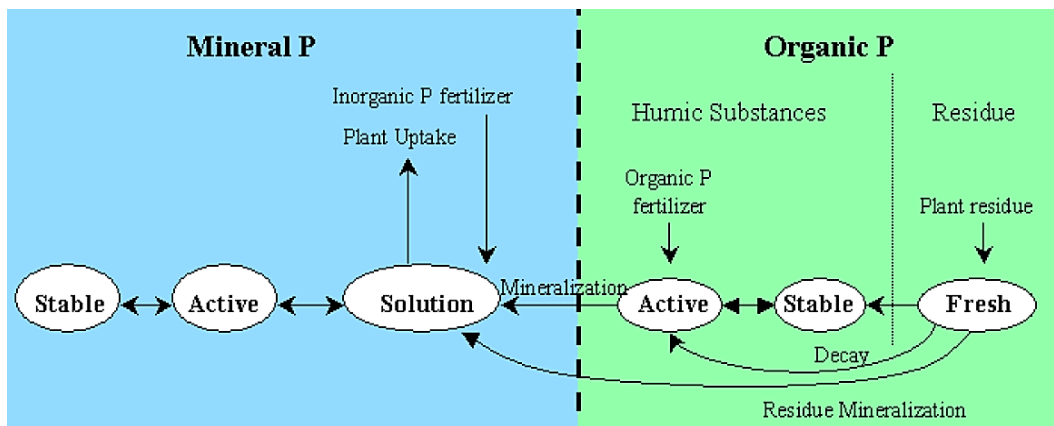 Mineral P
Organic P
Inorganic P fertilizer
Plant Uptake
Humic Substances
Residue
Organic P
fertilizer
Plant residue
Stable
Active
Solution
Mineralization
Active
Stable
Fresh
Decay
Residue Mineralization